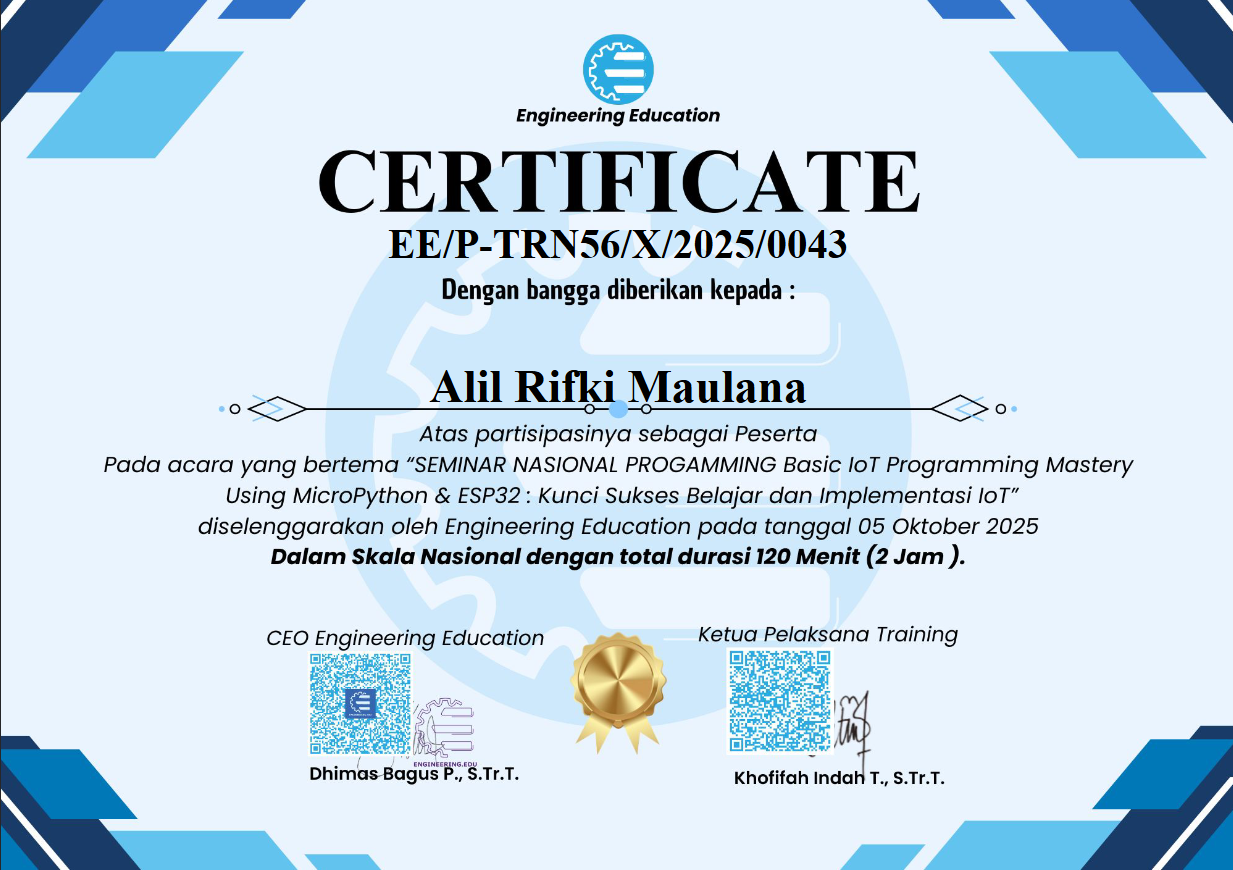 Engineering Education
CERTIFICATE
EE/P-TRN56/X/2025/0043
Dengan bangga diberikan kepada :
Alil Rifki Maulana
Atas partisipasinya sebagai Peserta
Pada acara yang bertema “SEMINAR NASIONAL PROGAMMING Basic IoT Programming Mastery
Using MicroPython & ESP32 : Kunci Sukses Belajar dan Implementasi IoT”
diselenggarakan oleh Engineering Education pada tanggal 05 Oktober 2025
Dalam Skala Nasional dengan total durasi 120 Menit (2 Jam ).
CEO Engineering Education
ENGINEERING.EDU
Dhimas Bagus P., S.Tr.T.
Ketua Pelaksana Training
Khofifah Indah T., S.Tr.T.